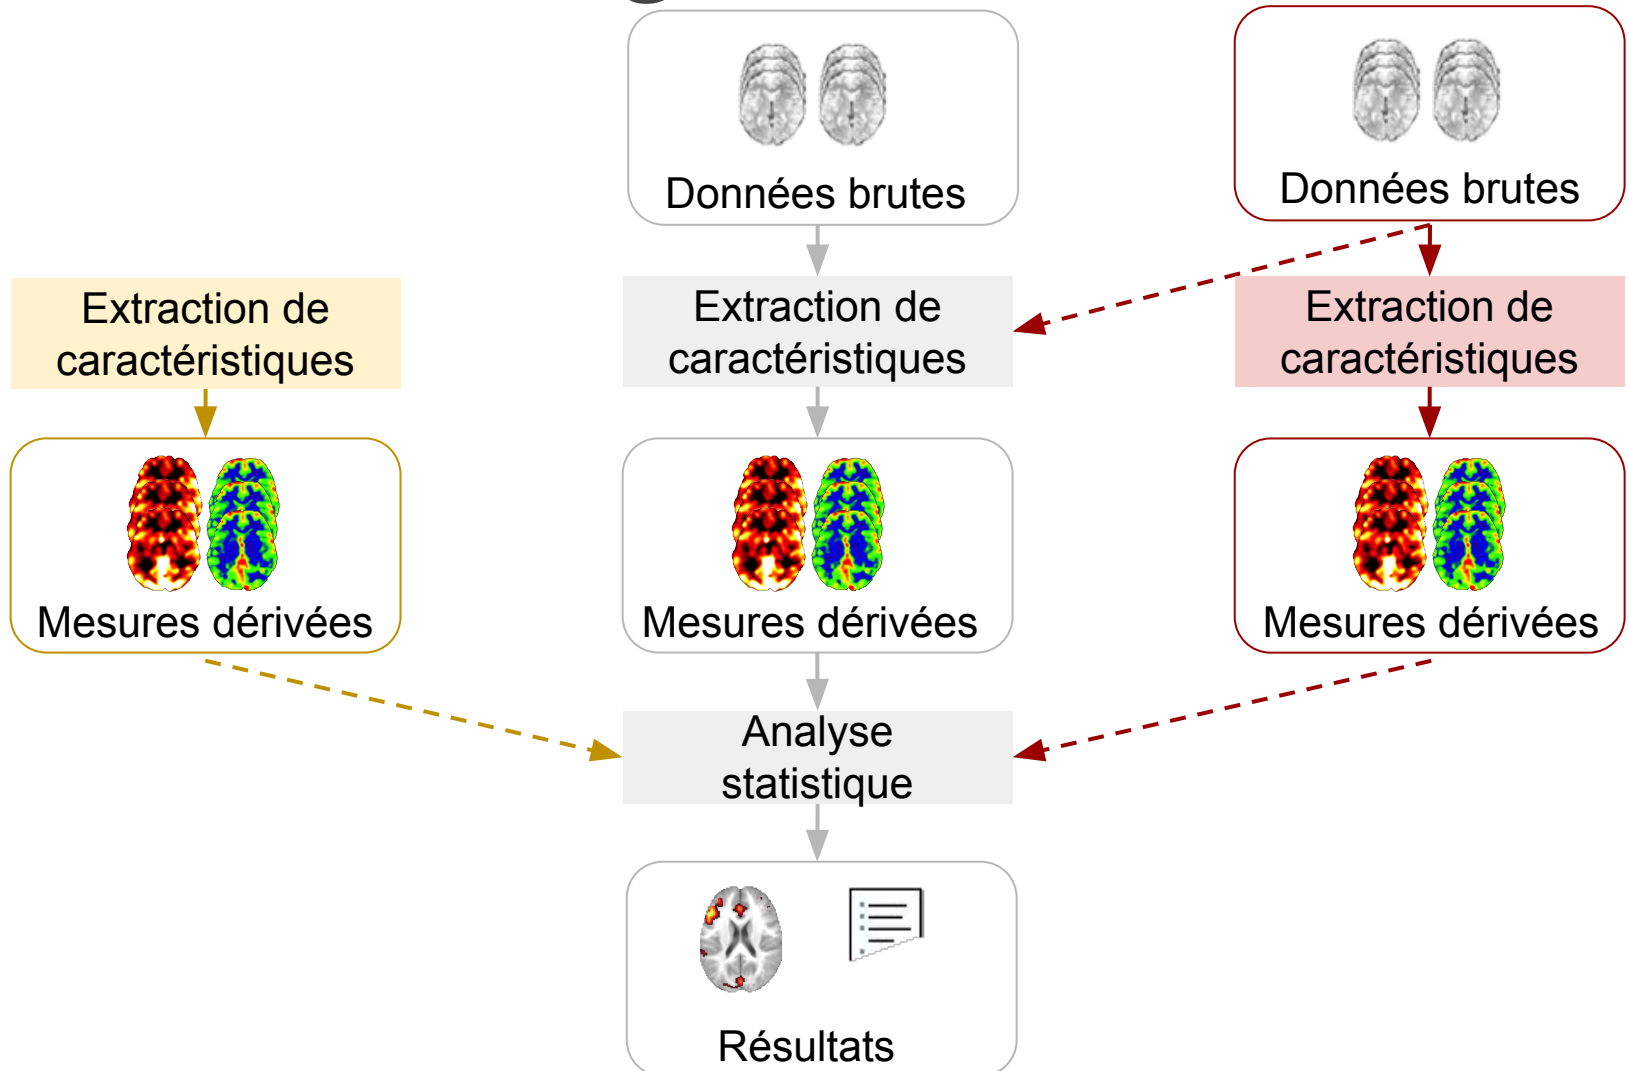 Données brutes
Données brutes
Extraction de
caractéristiques
Extraction de
caractéristiques
Extraction de
caractéristiques
Mesures dérivées
Mesures dérivées
Mesures dérivées
Analyse
statistique
Résultats